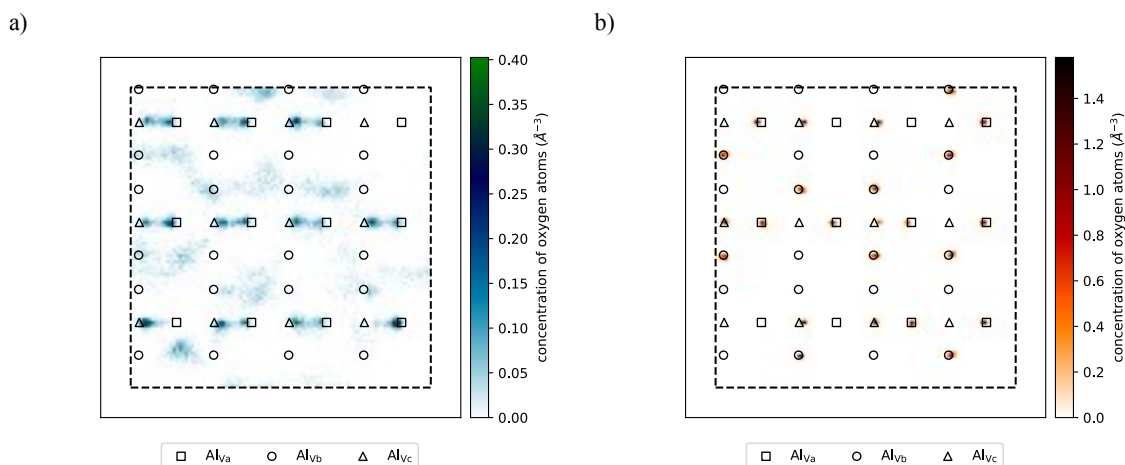 a)
b)
0.40
0.35
0.30
0.25
0.20
0.15
0.10
0.05
0.00
concentration of oxygen atoms (Å⁻³)
1.4
1.2
1.0
0.8
0.6
0.4
0.2
0.0
concentration of oxygen atoms (Å⁻³)
Al_Va Al_Vb Al_Vc
Al_Va Al_Vb Al_Vc